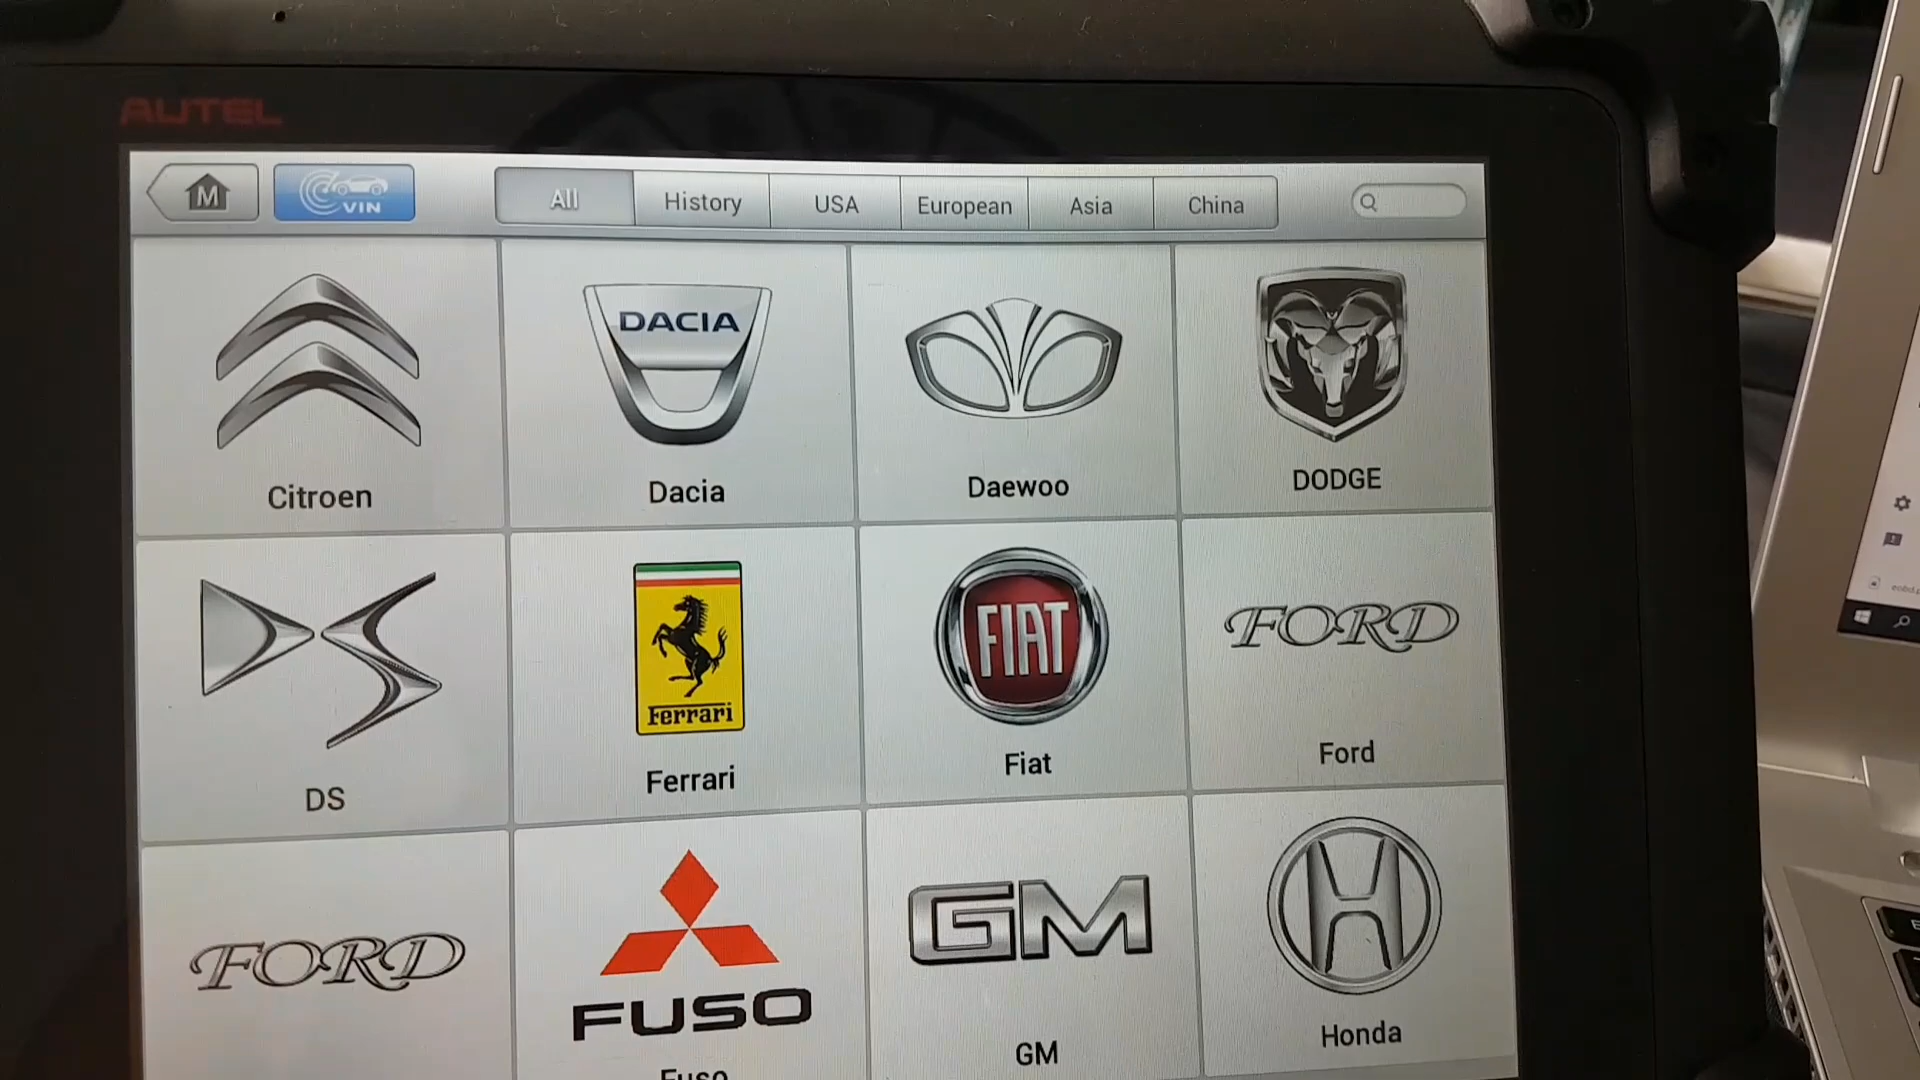 AUTEL
M VIN All History USA European Asia China
DACIA
Citroen Dacia Daewoo DODGE
Ferrari FIAT FORD
DS Ferrari Fiat Ford
FORD FUSO GM
Fuso GM Honda